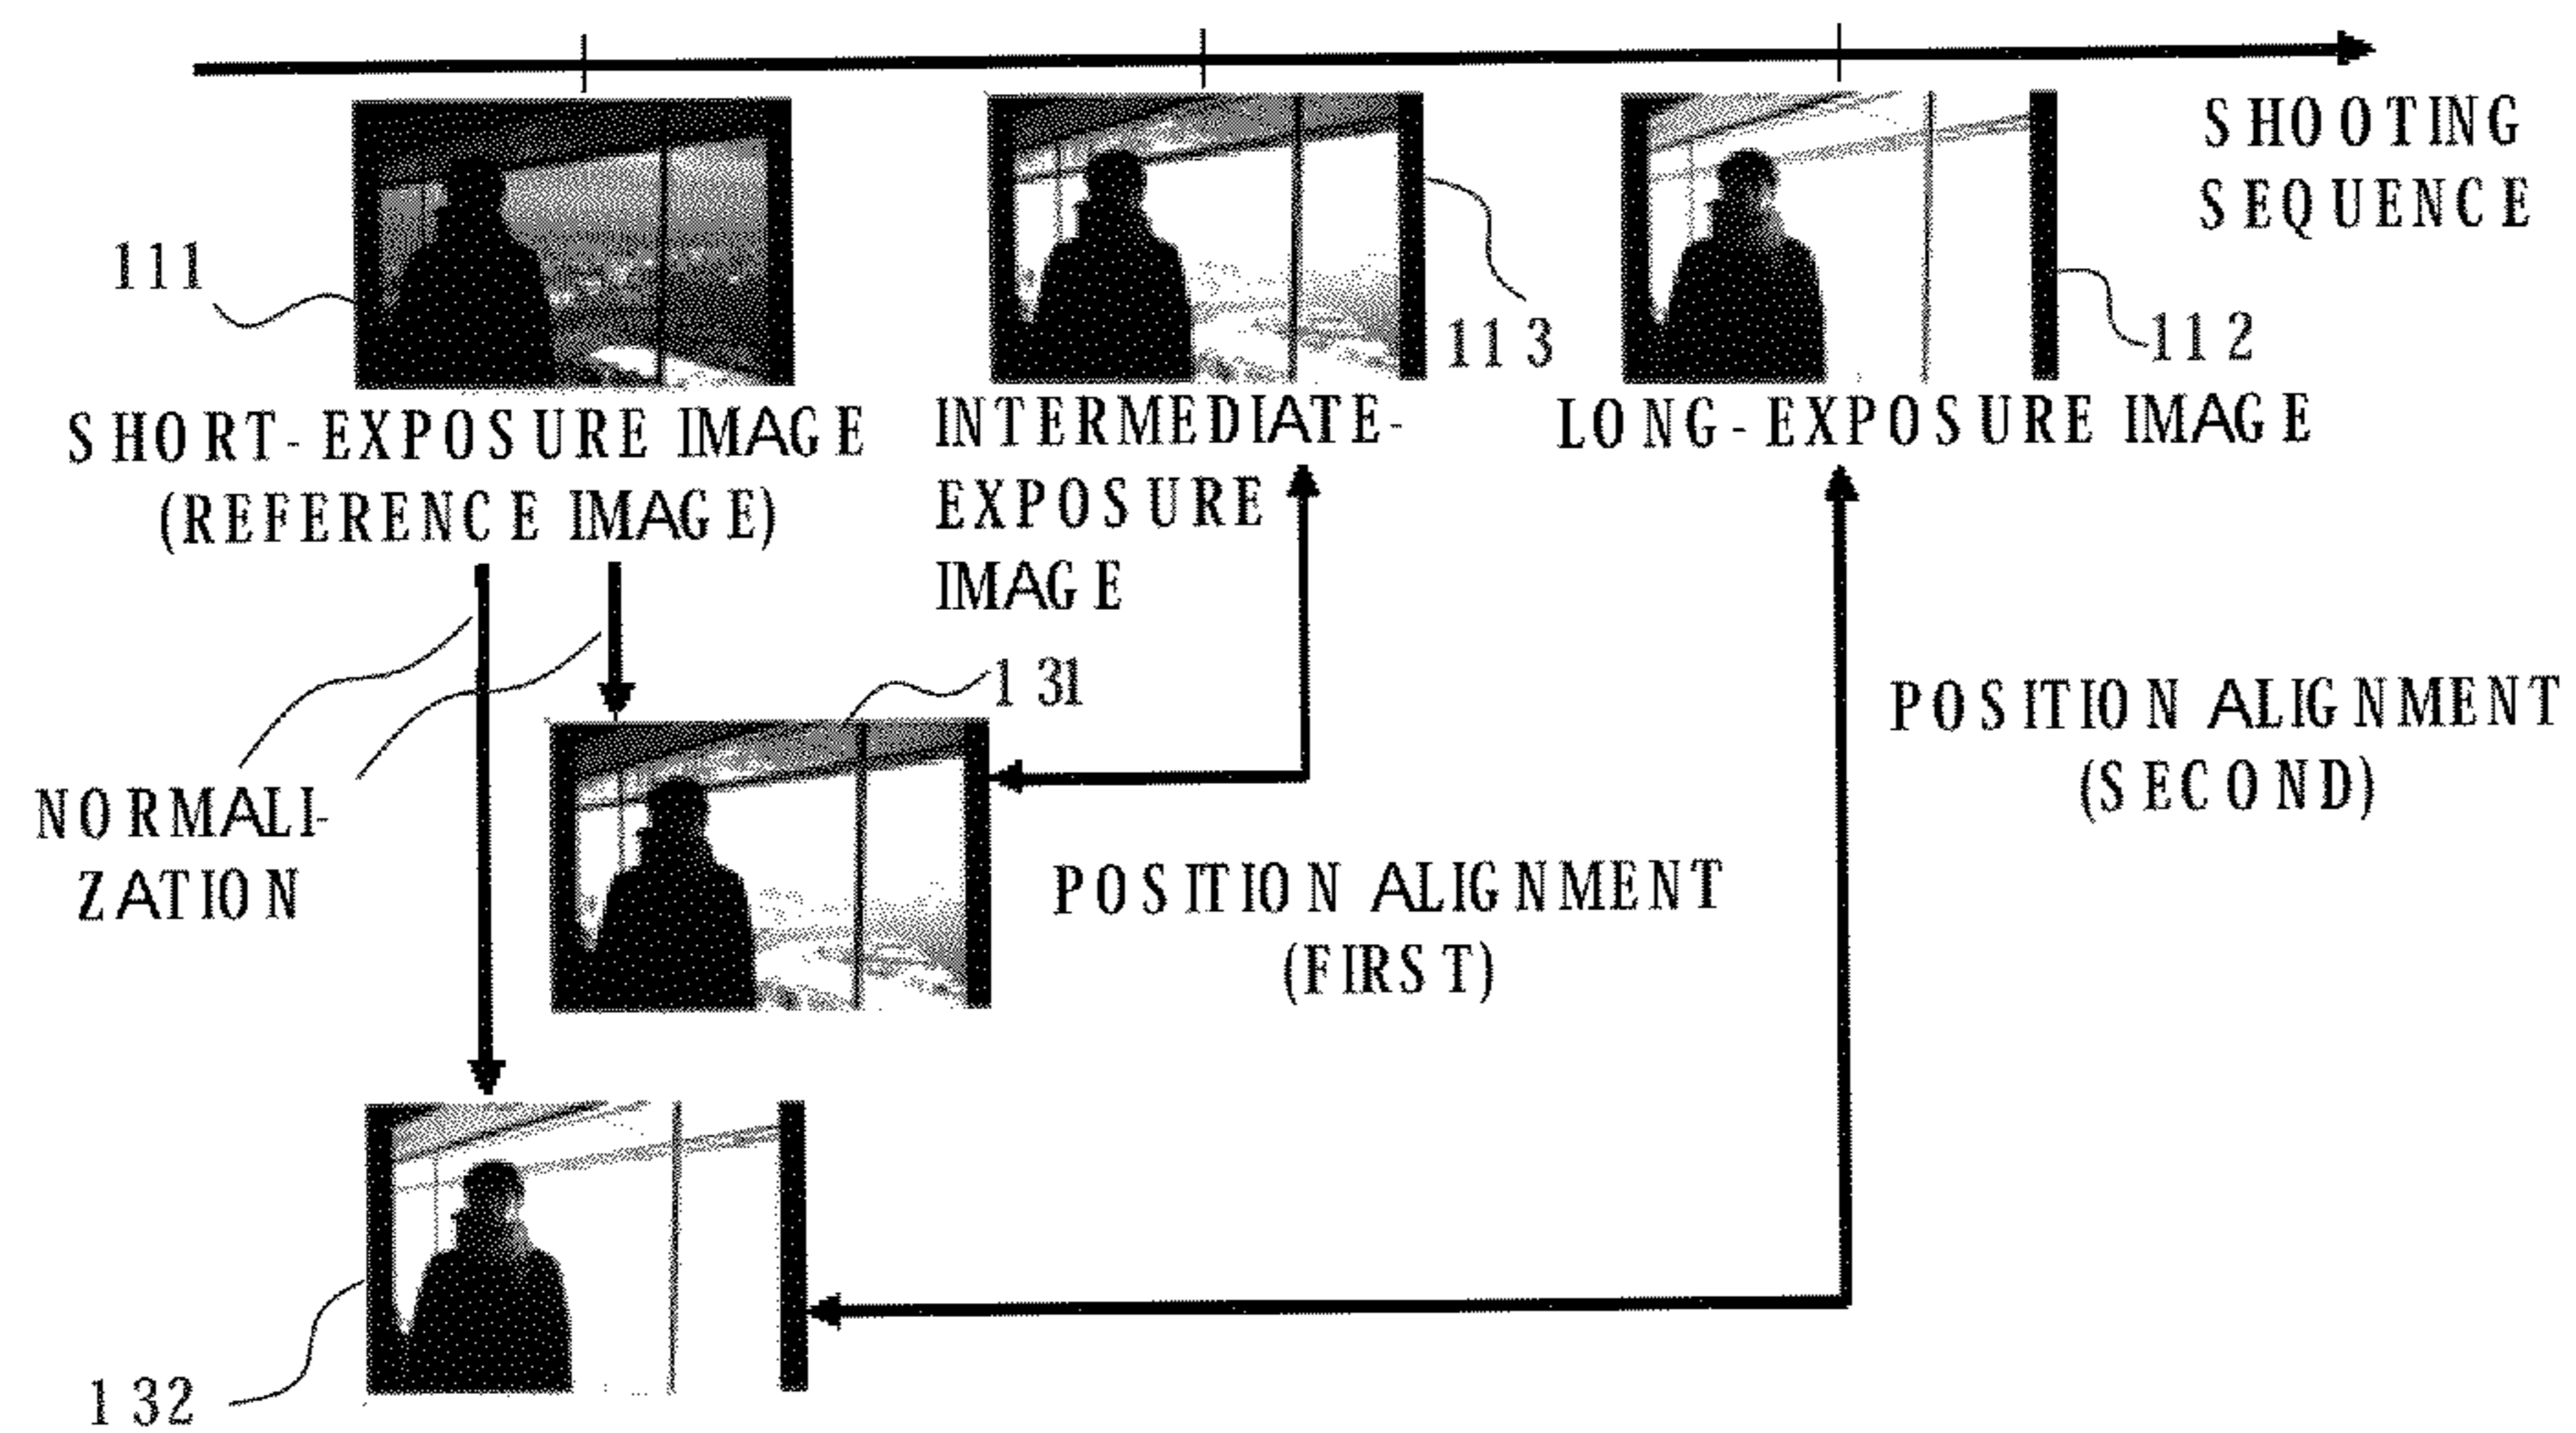 SHOOTING
SEQUENCE
111
113
112
SHORT-EXPOSURE IMAGE
(REFERENCE IMAGE)
INTERMEDIATE-
EXPOSURE
IMAGE
LONG-EXPOSURE IMAGE
131
NORMALI-
ZATION
POSITION ALIGNMENT
(FIRST)
POSITION ALIGNMENT
(SECOND)
132